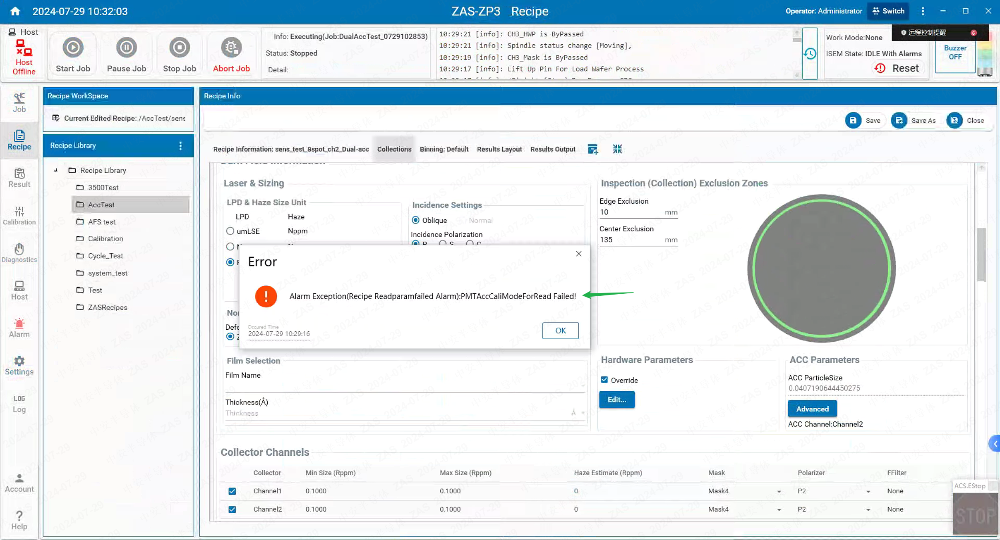 2024-07-29 10:32:03
ZAS-ZP3 Recipe
Operator: Administrator
Switch
Host
Host
Offline
Start Job
Pause Job
Stop Job
Abort Job
Info: Executing(Job:DualAccTest_0729102853)
Status: Stopped
Detail:
10:29:21 [info]: CH3_HWP is ByPassed
10:29:21 [info]: Spindle status change [Moving],
10:29:19 [info]: CH3_Mask is ByPassed
10:29:17 [info]: Lift Up Pin For Load Wafer Process
Work Mode:None
ISEM State: IDLE With Alarms
Reset
远程控制提醒
6
Buzzer
OFF
Job
Recipe
Result
Calibration
Diagnostics
Host
Alarm
Settings
LOG
Log
Account
Help
Recipe WorkSpace
Current Edited Recipe: /AccTest/sens
Recipe Library
Recipe Library
3500Test
AccTest
AFS test
Calibration
Cycle_Test
system_test
Test
ZASRecipes
Recipe Info
Save
Save As
Close
Recipe Information: sens_test_8spot_ch2_Dual-acc
Collections
Binning: Default
Results Layout
Results Output
Laser & Sizing
LPD & Haze Size Unit
LPD
Haze
umLSE
Nppm
Incidence Settings
Oblique
Normal
Incidence Polarization
Inspection (Collection) Exclusion Zones
Edge Exclusion
10 mm
Center Exclusion
135 mm
Error
Alarm Exception(Recipe Readparamfailed Alarm):PMTAccCaliModeForRead Failed!
Occured Time
2024-07-29 10:29:16
OK
Film Selection
Film Name
Thickness(Å)
Thickness
Å
Hardware Parameters
Override
Edit...
ACC Parameters
ACC ParticleSize
0.0407190644450275
Advanced
ACC Channel:Channel2
Collector Channels
Collector Min Size (Rppm) Max Size (Rppm) Haze Estimate (Rppm) Mask Polarizer FFilter
Channel1 0.1000 0.1000 0 Mask4 P2 None
Channel2 0.1000 0.1000 0 Mask4 P2 None
ACS.EStop
STOP
中安半导体 ZAS 2024-07-29